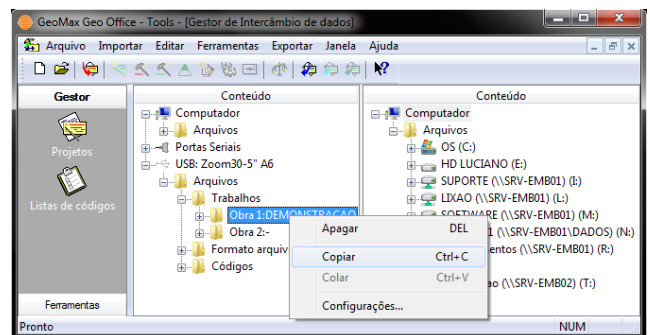 GeoMax Geo Office - Tools - [Gestor de Intercâmbio de dados]
Arquivo Importar Editar Ferramentas Exportar Janela Ajuda
Gestor
Projetos
Listas de códigos
Ferramentas
Conteúdo
Computador
Arquivos
Portas Seriais
USB: Zoom30-5" A6
Arquivos
Trabalhos
Obra 1:DEMONSTRACAO
Obra 2:-
Formato arquiv
Códigos
Apagar DEL
Copiar Ctrl+C
Colar Ctrl+V
Configurações...
Conteúdo
Computador
Arquivos
OS (C:)
HD LUCIANO (E:)
SUPORTE (\\SRV-EMB01) (I:)
LIXAO (\\SRV-EMB01) (L:)
SOFTWARE (\\SRV-EMB01) (M:)
1 (\\SRV-EMB01\DADOS) (N:)
entos (\\SRV-EMB01) (R:)
ao (\\SRV-EMB02) (T:)
Pronto NUM